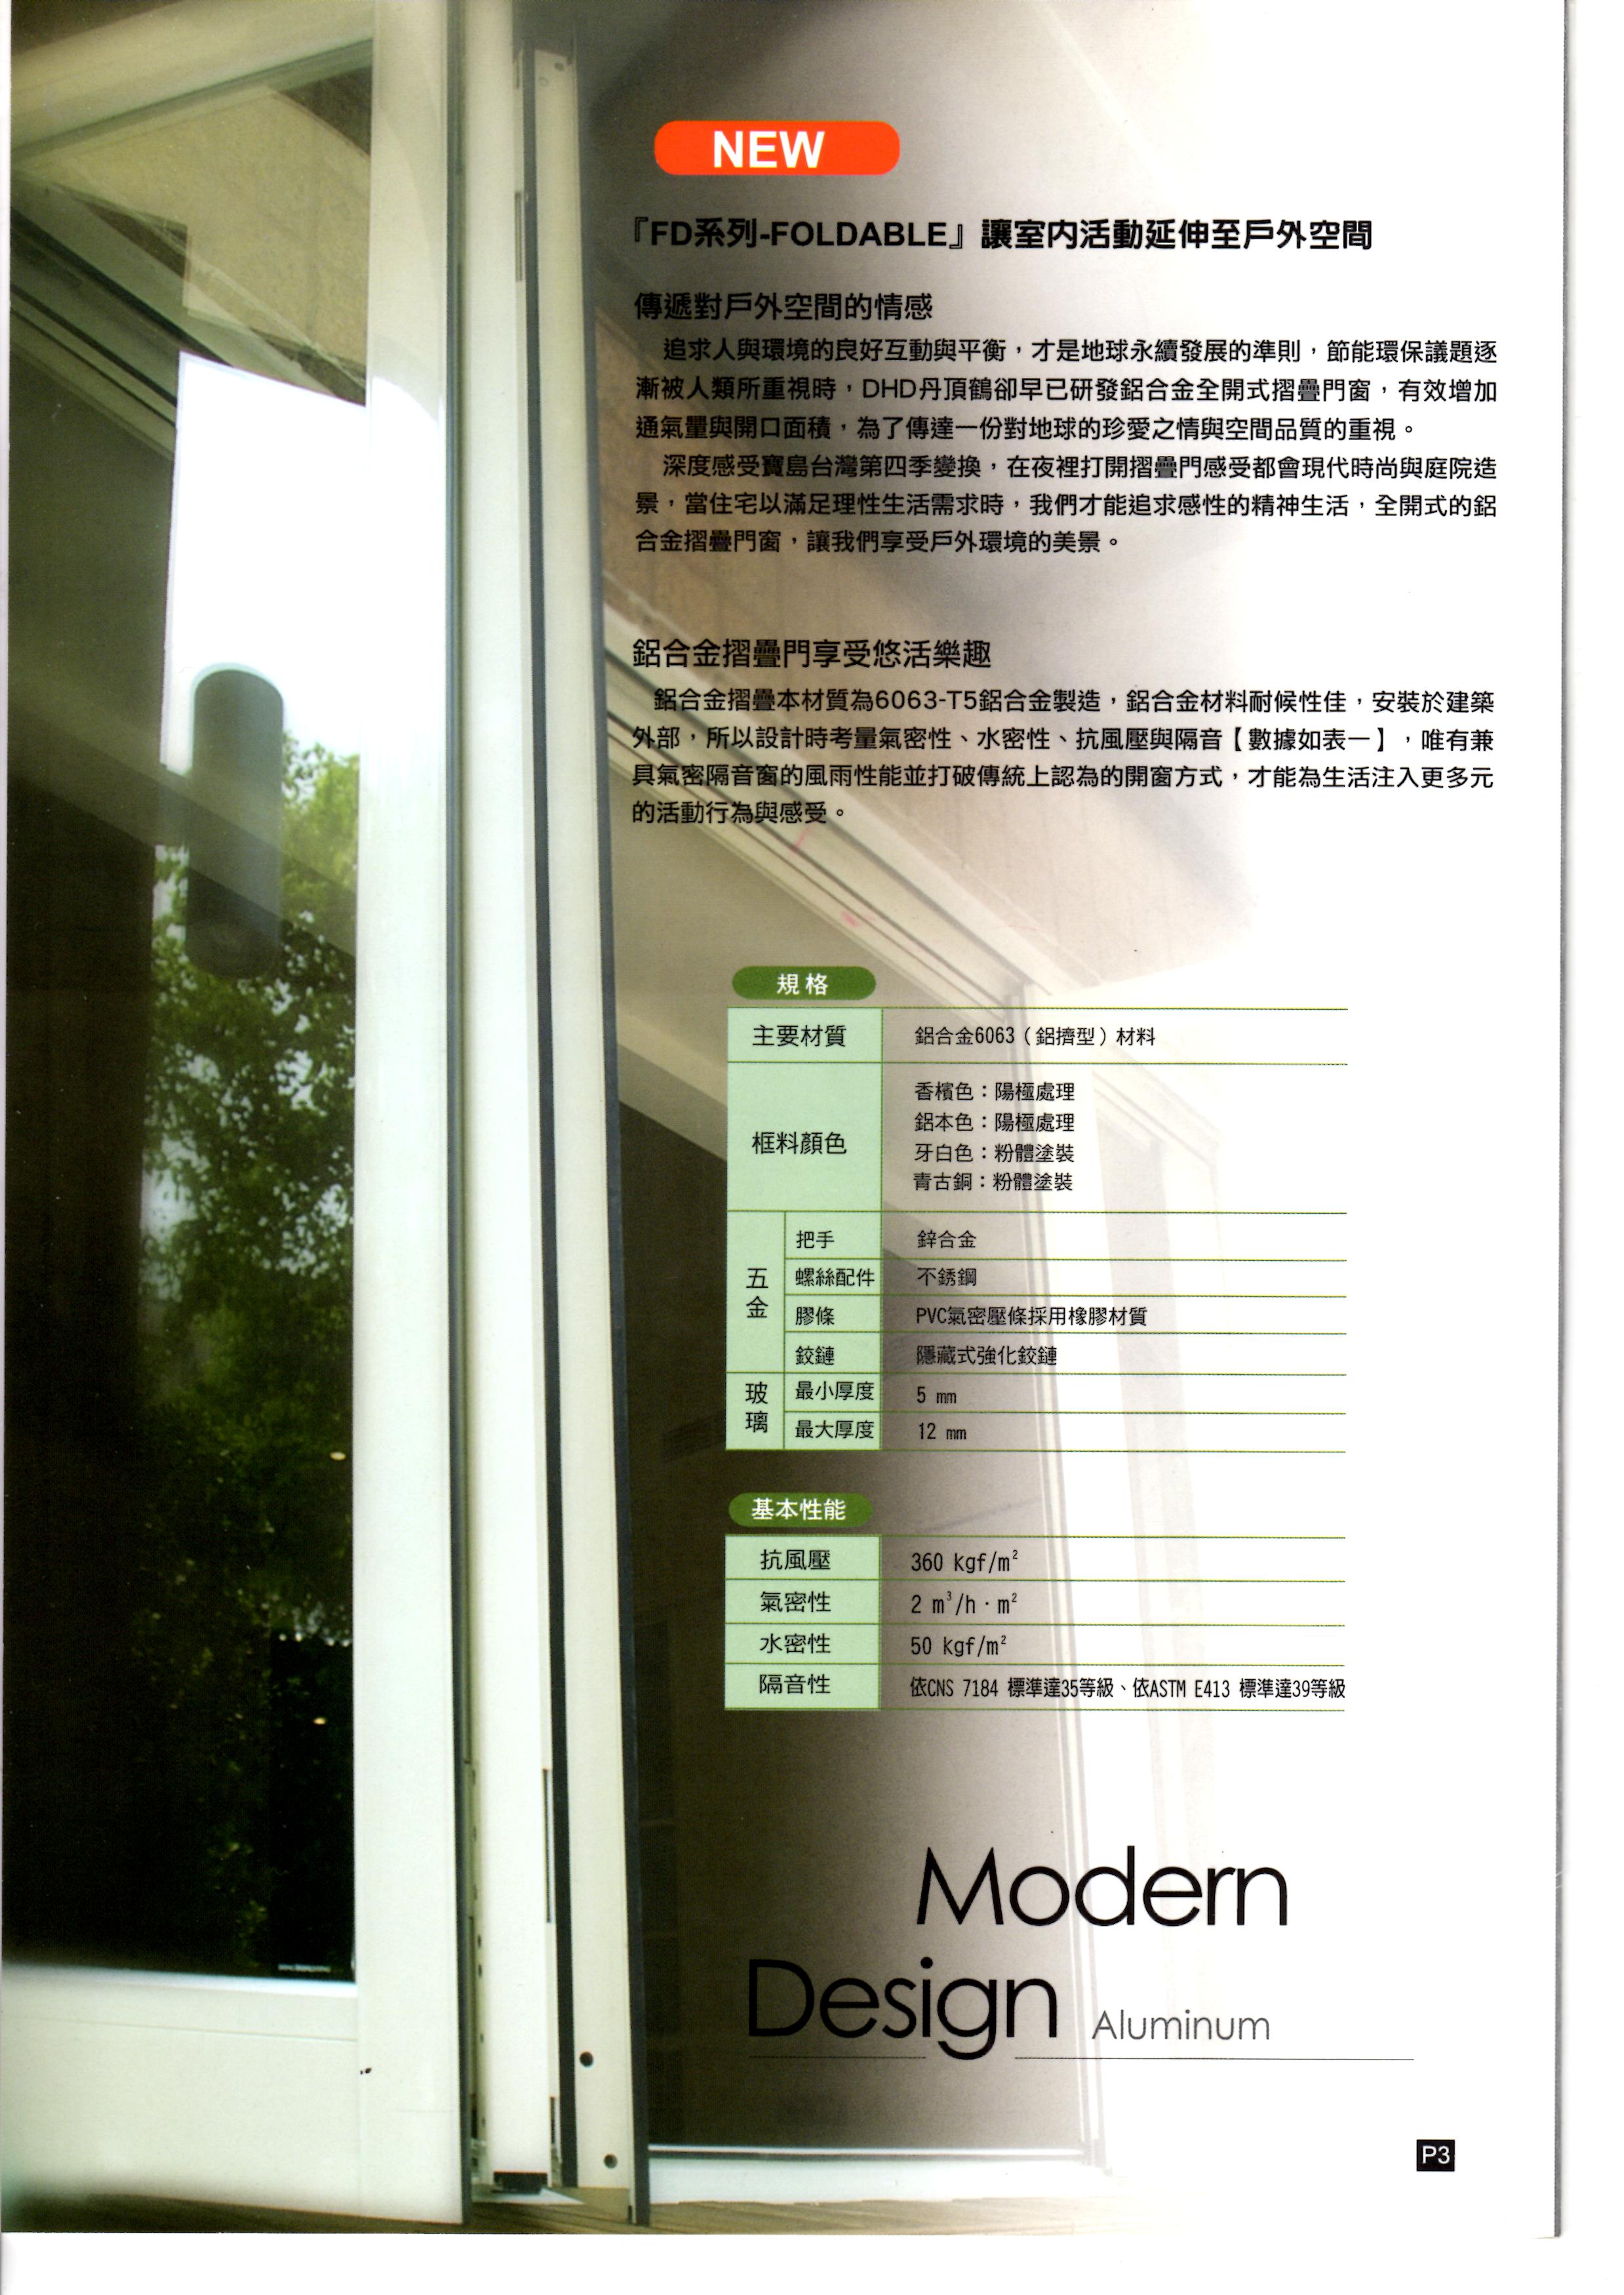 NEW
『FD系列-FOLDABLE』讓室內活動延伸至戶外空間
傳遞對戶外空間的情感
追求人與環境的良好互動與平衡，才是地球永續發展的準則，節能環保議題逐
漸被人類所重視時，DHD丹頂鶴卻早已研發鋁合金全開式摺疊門窗，有效增加
通氣量與開口面積，為了傳達一份對地球的珍愛之情與空間品質的重視。
深度感受寶島台灣第四季變換，在夜裡打開摺疊門感受都會現代時尚與庭院造
景，當住宅以滿足理性生活需求時，我們才能追求感性的精神生活，全開式的鋁
合金摺疊門窗，讓我們享受戶外環境的美景。
鋁合金摺疊門享受悠活樂趣
鋁合金摺疊本材質為6063-T5鋁合金製造，鋁合金材料耐候性佳，安裝於建築
外部，所以設計時考量氣密性、水密性、抗風壓與隔音【數據如表一】，唯有兼
具氣密隔音窗的風雨性能並打破傳統上認為的開窗方式，才能為生活注入更多元
的活動行為與感受。
規格
主要材質 鋁合金6063（鋁擠型）材料
框料顏色
香檳色：陽極處理
鋁本色：陽極處理
牙白色：粉體塗裝
青古銅：粉體塗裝
五金
把手 鋅合金
螺絲配件 不銹鋼
膠條 PVC氣密壓條採用橡膠材質
鉸鏈 隱藏式強化鉸鏈
玻璃
最小厚度 5 mm
最大厚度 12 mm
基本性能
抗風壓 360 kgf/m²
氣密性 2 m³/h·m²
水密性 50 kgf/m²
隔音性 依CNS 7184 標準達35等級、依ASTM E413 標準達39等級
Modern
Design Aluminum
P3